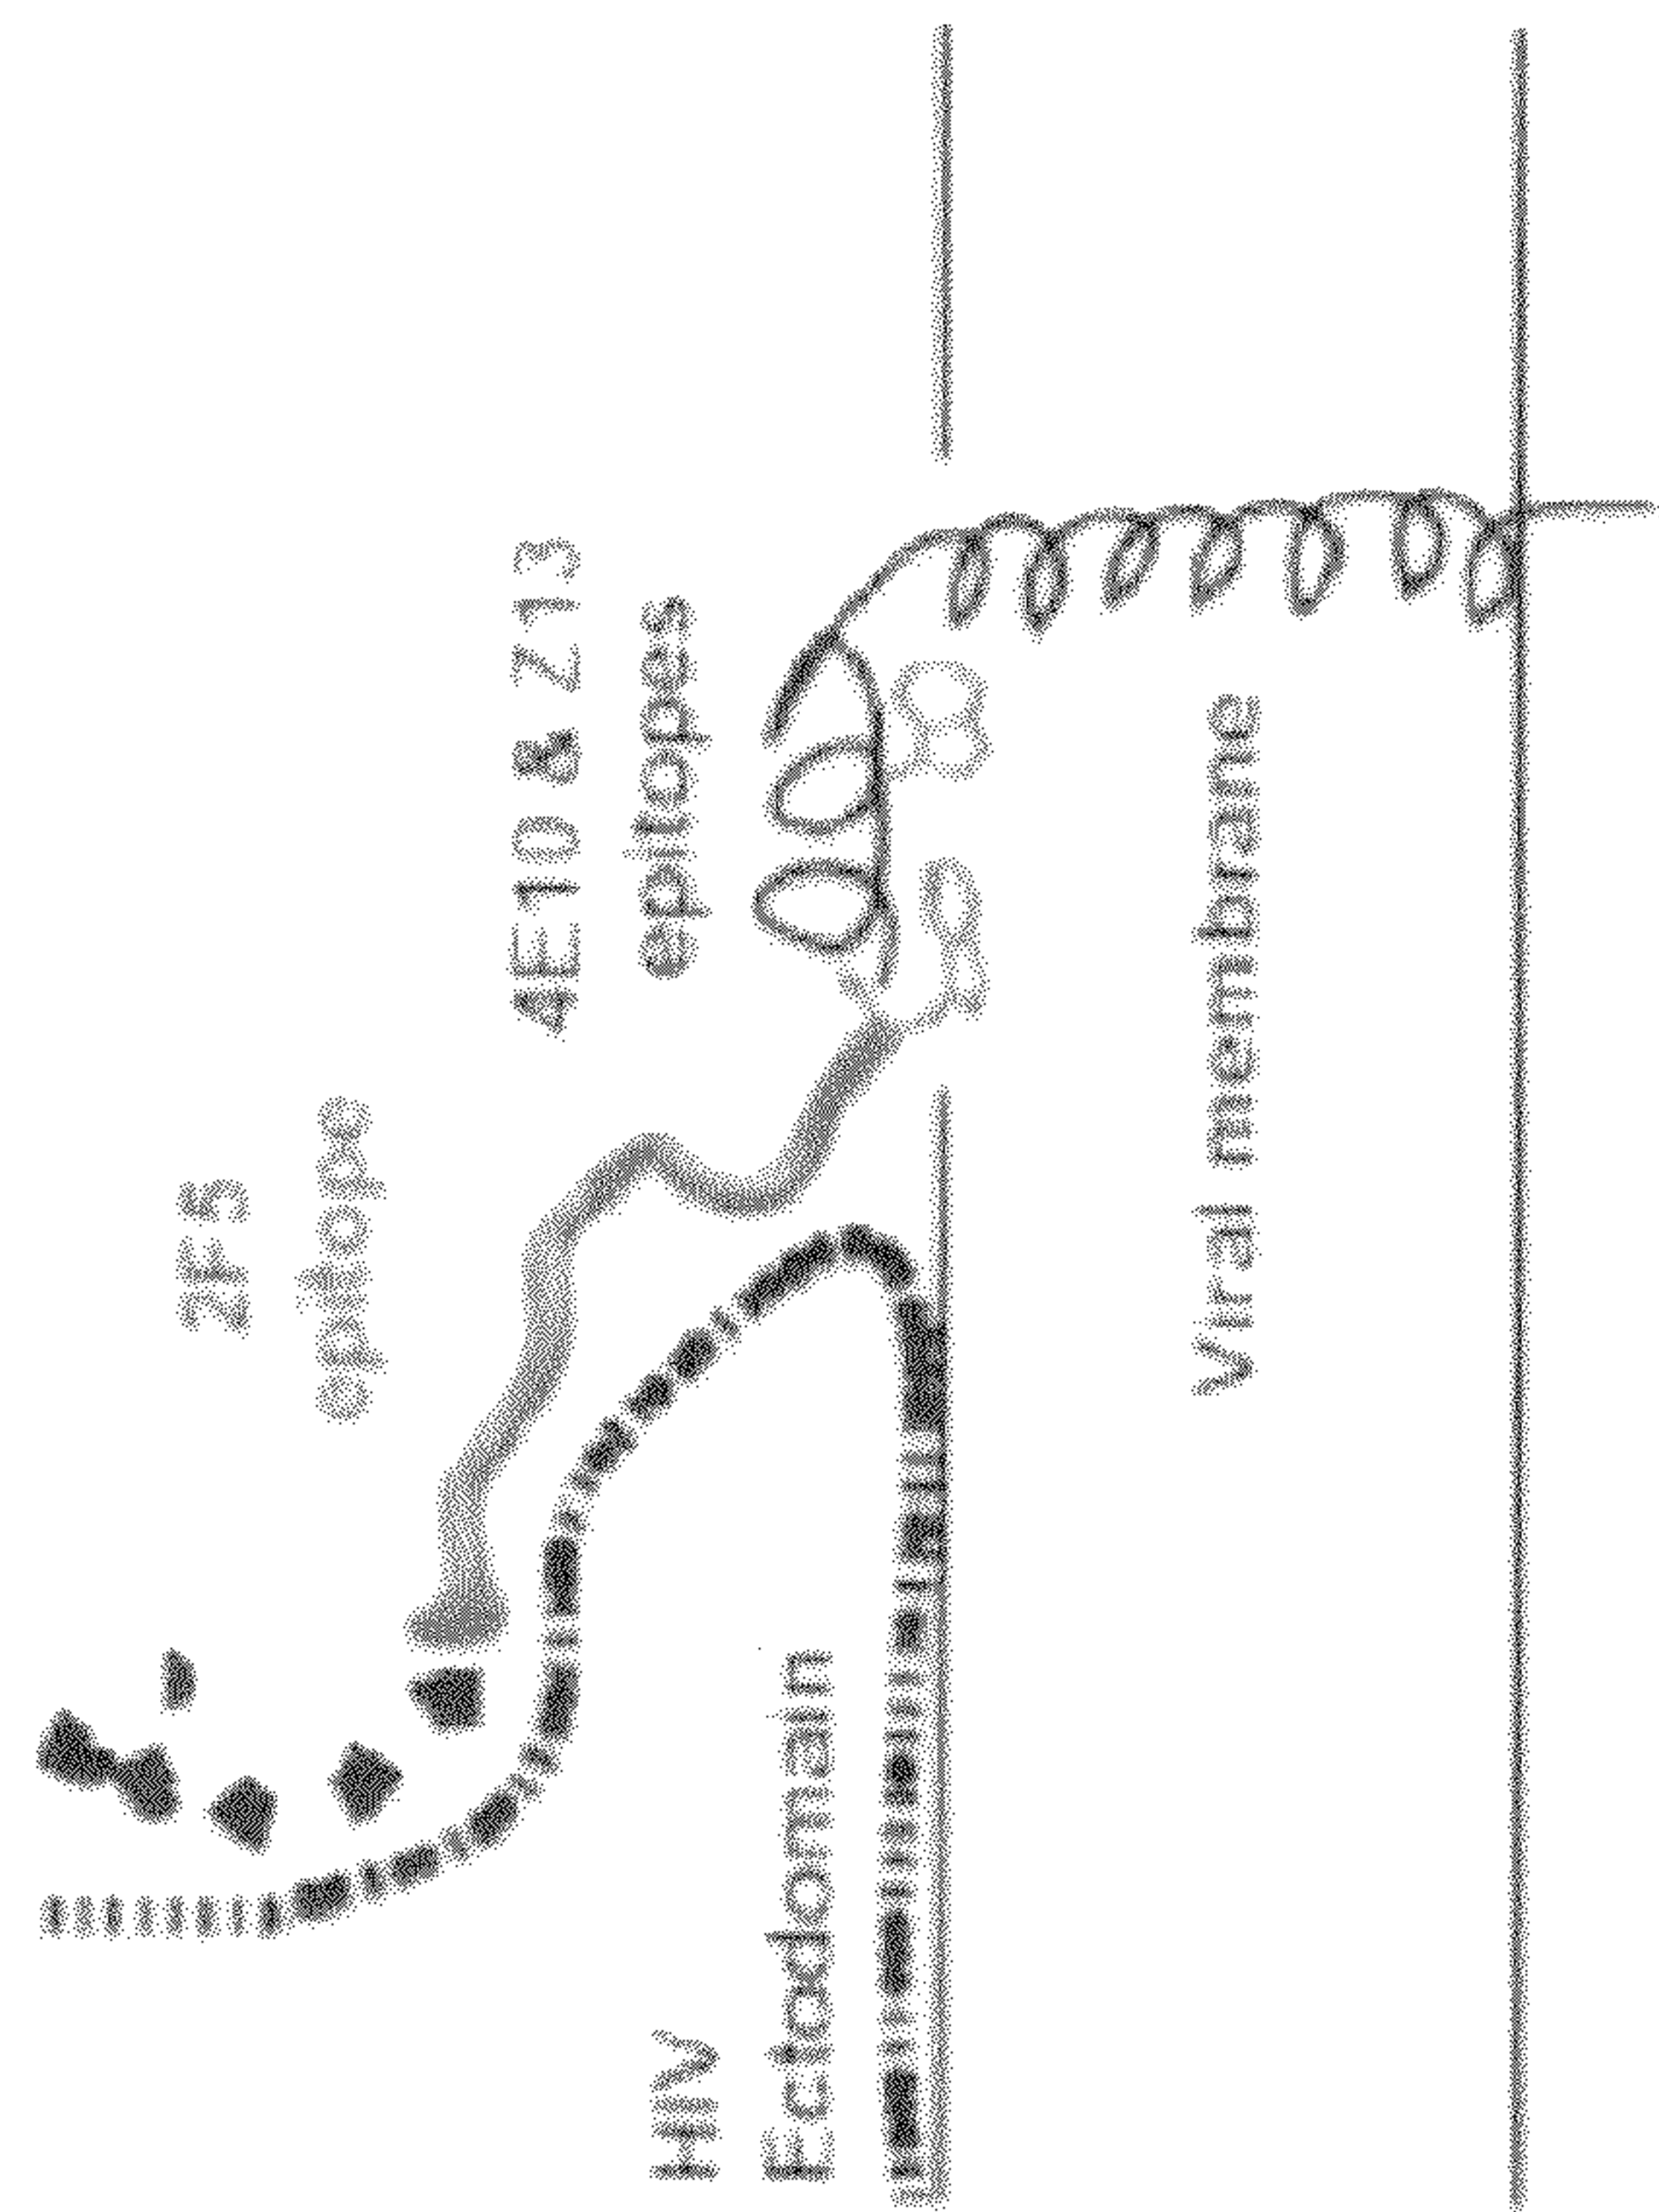 2F5
epitope
4E10 & Z13
epitopes
HIV
Ectodomain
Viral membrane